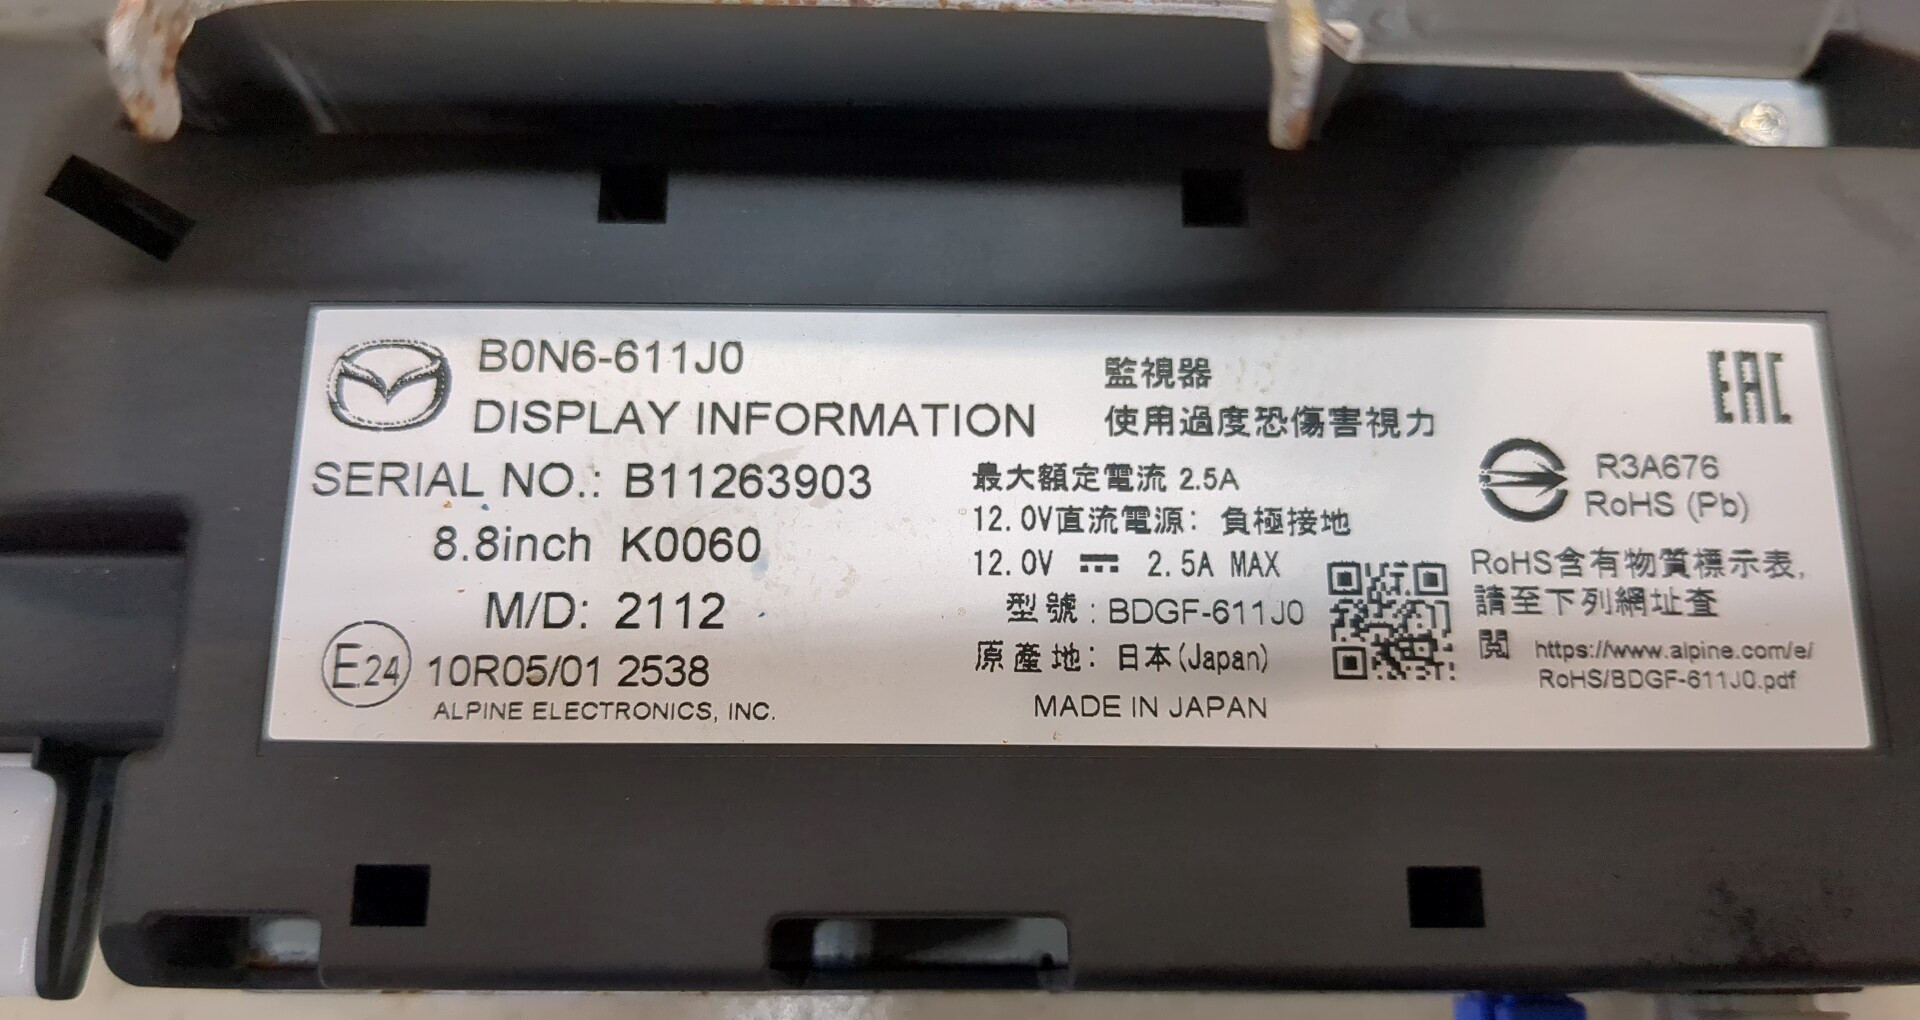 B0N6-611J0
DISPLAY INFORMATION
SERIAL NO.: B11263903
8.8inch K0060
M/D: 2112
E24 10R05/01 2538
ALPINE ELECTRONICS, INC.
監視器
使用過度恐傷害視力
最大額定電流 2.5A
12.0V直流電源: 負極接地
12.0V ⎓ 2.5A MAX
型號: BDGF-611J0
原產地: 日本(Japan)
MADE IN JAPAN
EAC
R3A676
RoHS (Pb)
RoHS含有物質標示表,
請至下列網址查
閱 https://www.alpine.com/e/
RoHS/BDGF-611J0.pdf